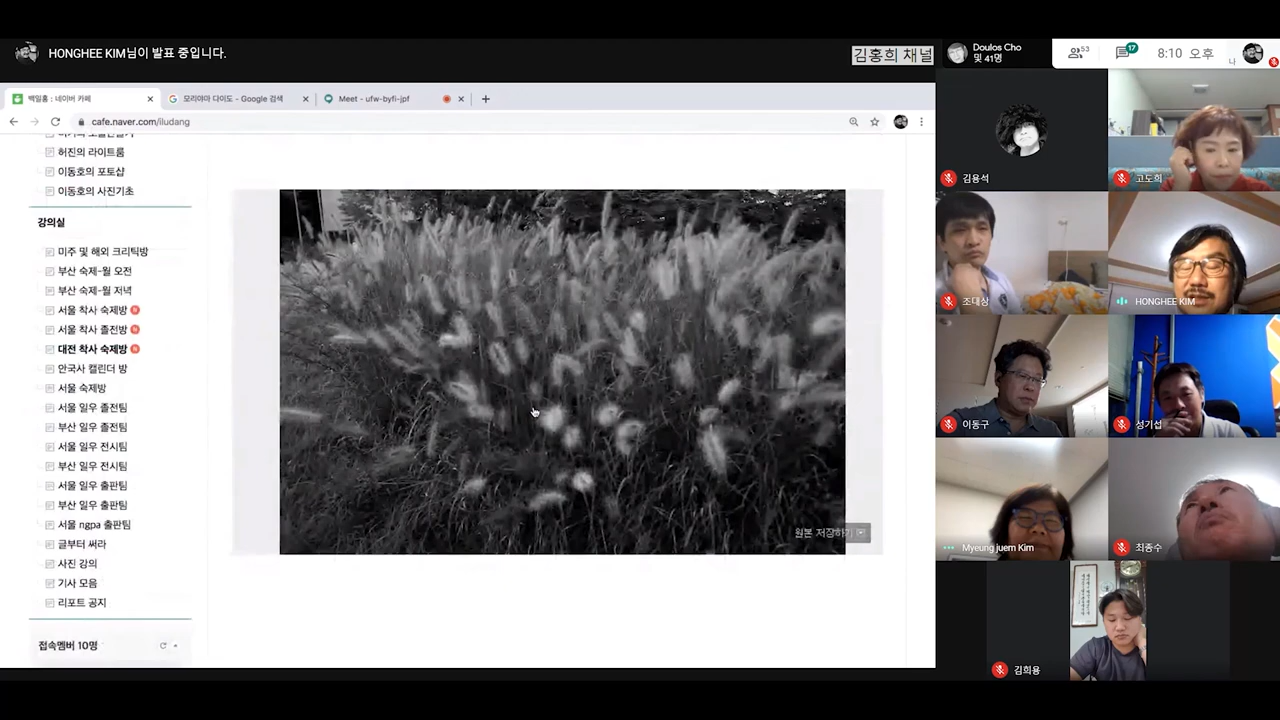 HONGHEE KIM님이 발표 중입니다.
김홍희 채널
Doulos Cho
및 41명
53
17
8:10 오후
나
백일홈 : 네이버 카페
모리야마 다이도 - Google 검색
Meet - ufw-byfi-jpf
cafe.naver.com/iludang
허진의 라이트룸
이동호의 포토샵
이동호의 사진기초
강의실
미주 및 해외 크리틱방
부산 숙제-월 오전
부산 숙제-월 저녁
서울 착사 숙제방
서울 착사 졸전방
대전 착사 숙제방
안국사 캘린더 방
서울 숙제방
서울 일우 졸전팀
부산 일우 졸전팀
서울 일우 전시팀
부산 일우 전시팀
서울 일우 출판팀
부산 일우 출판팀
서울 ngpa 출판팀
글부터 써라
사진 강의
기사 모음
리포트 공지
접속멤버 10명
원본 저장하기
김용석
고도희
조대상
HONGHEE KIM
이동구
성기섭
Myeung juem Kim
최종수
김희용